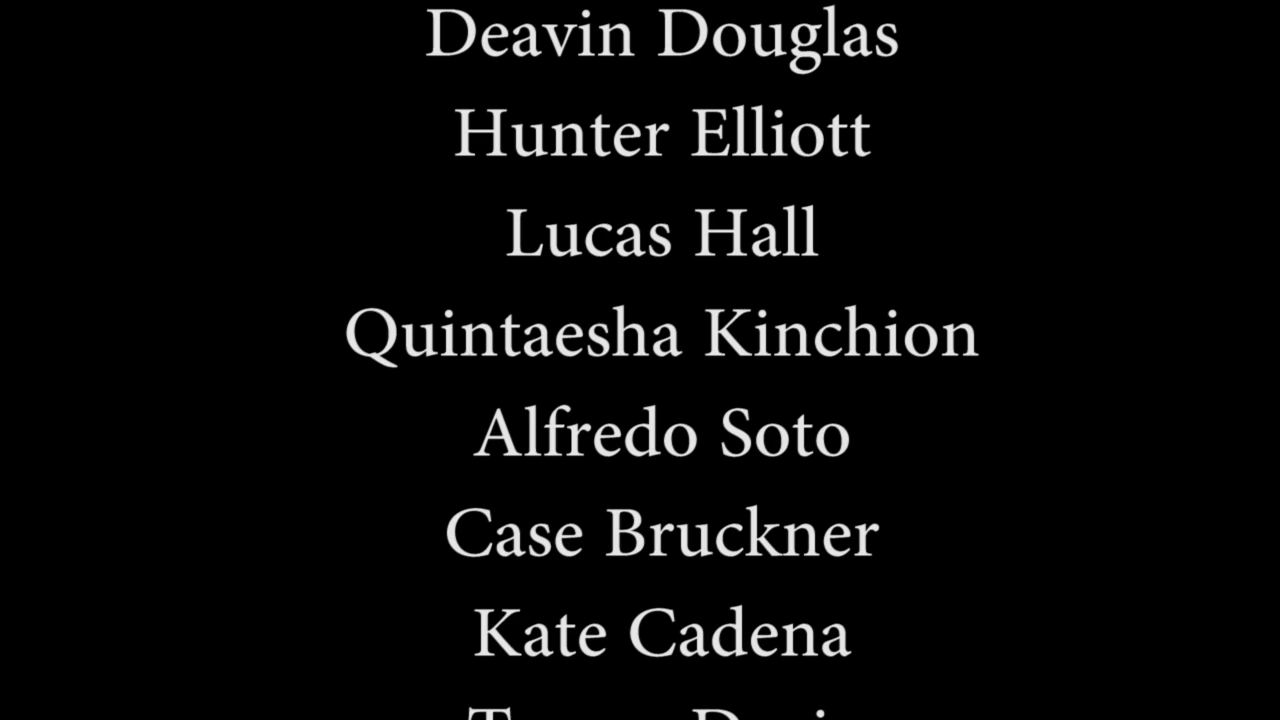 Deavin Douglas
Hunter Elliott
Lucas Hall
Quintaesha Kinchion
Alfredo Soto
Case Bruckner
Kate Cadena